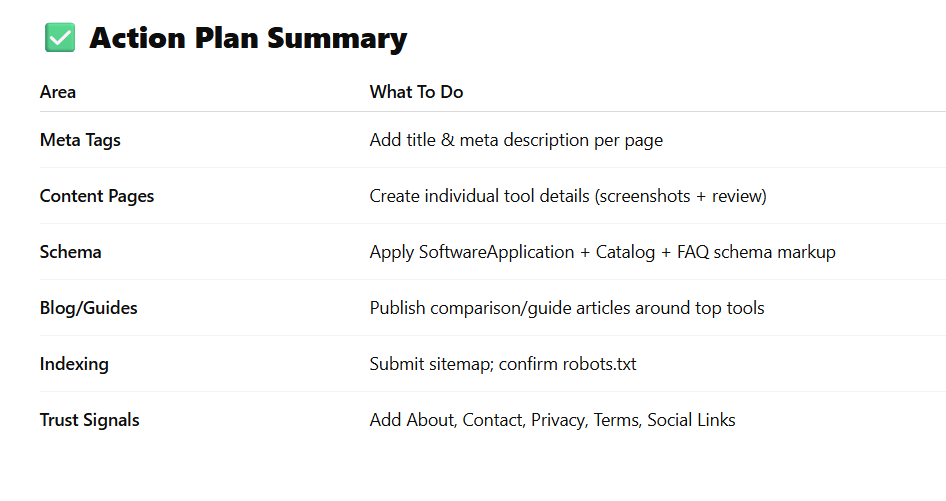 ✅ Action Plan Summary
Area What To Do
Meta Tags Add title & meta description per page
Content Pages Create individual tool details (screenshots + review)
Schema Apply SoftwareApplication + Catalog + FAQ schema markup
Blog/Guides Publish comparison/guide articles around top tools
Indexing Submit sitemap; confirm robots.txt
Trust Signals Add About, Contact, Privacy, Terms, Social Links